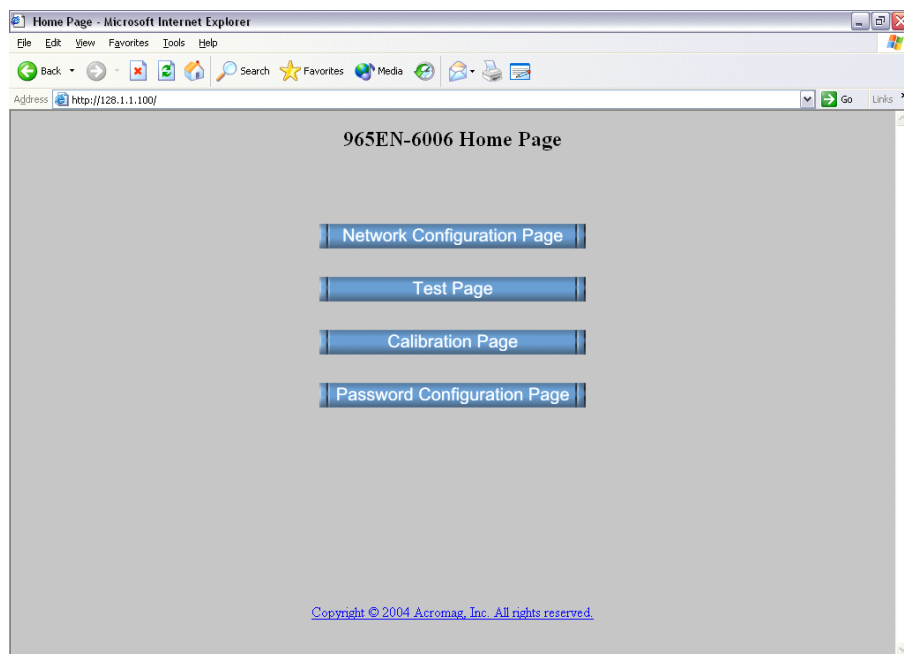 Home Page - Microsoft Internet Explorer
File Edit View Favorites Tools Help
Back Search Favorites Media
Address http://128.1.1.100/ Go Links »
965EN-6006 Home Page
Network Configuration Page
Test Page
Calibration Page
Password Configuration Page
Copyright © 2004 Acromag, Inc. All rights reserved.